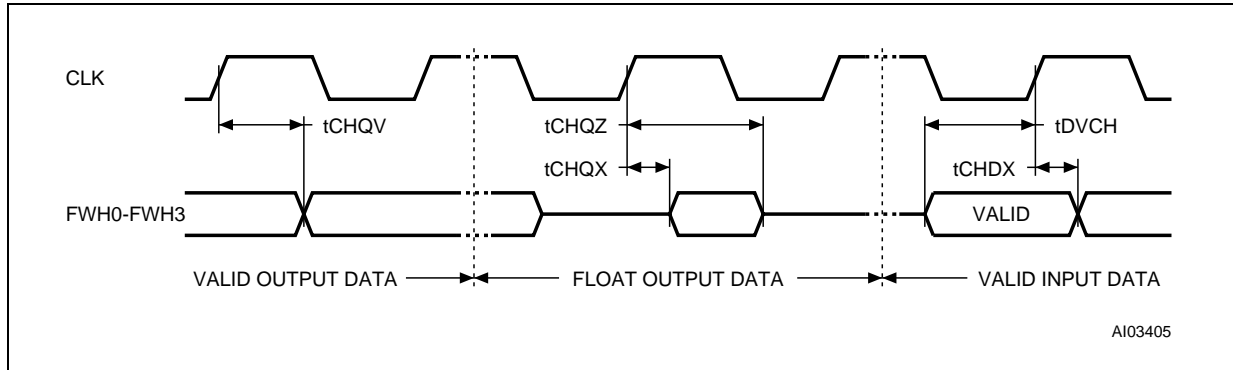 CLK
tCHQV
tCHQZ
tDVCH
tCHQX
tCHDX
FWH0-FWH3
VALID
VALID OUTPUT DATA
FLOAT OUTPUT DATA
VALID INPUT DATA
AI03405